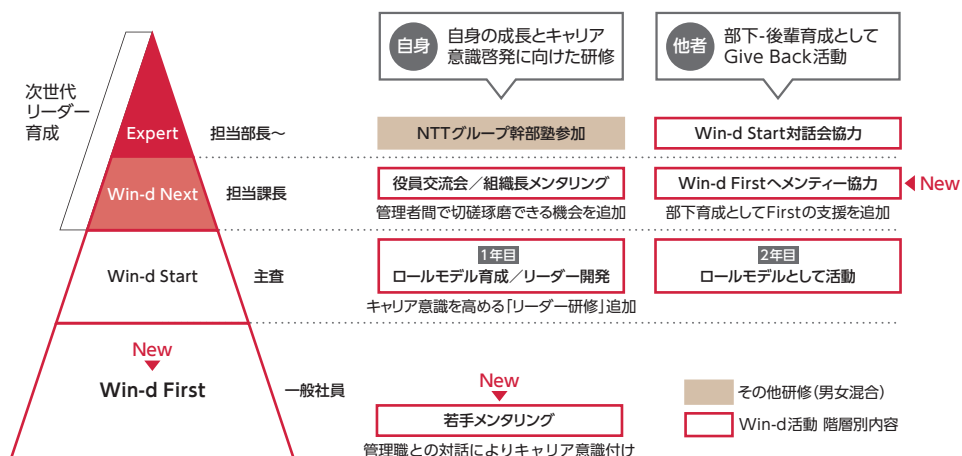 自身
自身の成長とキャリア
意識啓発に向けた研修
他者
部下-後輩育成として
Give Back活動
次世代
リーダー
育成
Expert
担当部長～
NTTグループ幹部塾参加
Win-d Start対話会協力
Win-d Next
担当課長
役員交流会／組織長メンタリング
管理者間で切磋琢磨できる機会を追加
Win-d Firstへメンティー協力
New
部下育成としてFirstの支援を追加
Win-d Start
主査
1年目
ロールモデル育成／リーダー開発
キャリア意識を高める「リーダー研修」追加
2年目
ロールモデルとして活動
New
Win-d First
一般社員
New
若手メンタリング
管理職との対話によりキャリア意識付け
その他研修(男女混合)
Win-d活動 階層別内容